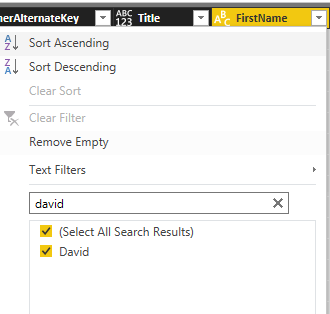 nerAlternateKey ABC 123 Title ABC FirstName
A Z Sort Ascending
Z A Sort Descending
Clear Sort
Clear Filter
Remove Empty
Text Filters
david
(Select All Search Results)
David